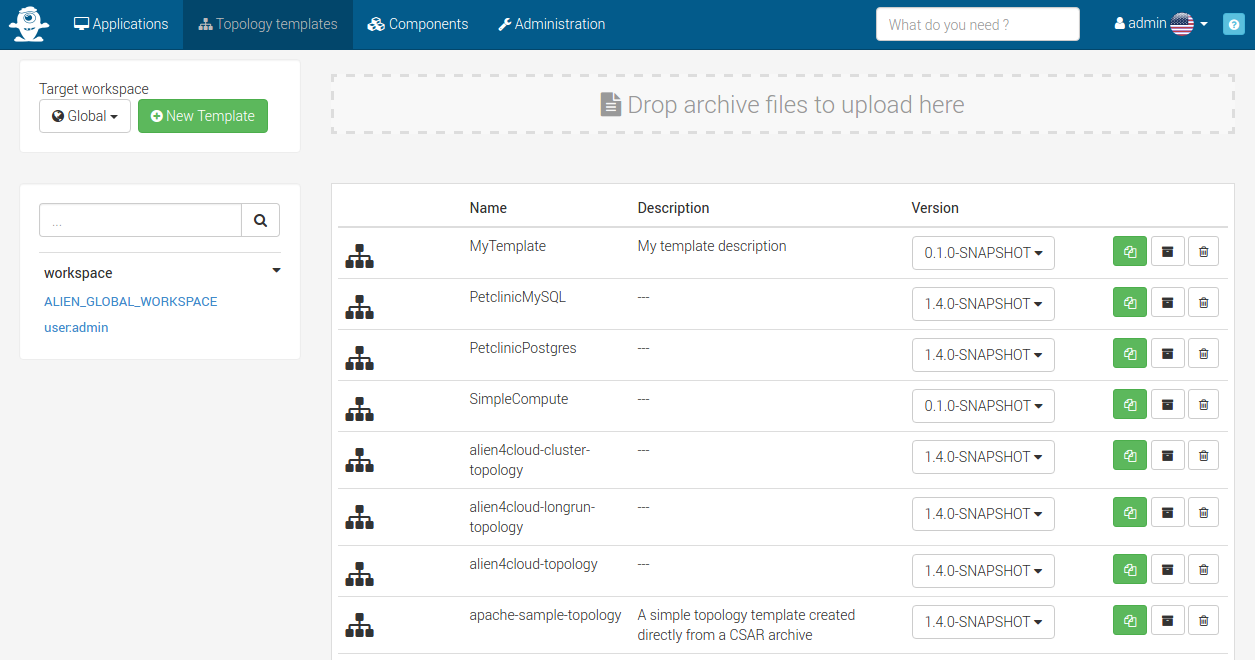 Applications
Topology templates
Components
Administration
What do you need ?
admin
Target workspace
Global
New Template
Drop archive files to upload here
...
workspace
ALIEN_GLOBAL_WORKSPACE
user:admin
Name Description Version
MyTemplate My template description 0.1.0-SNAPSHOT
PetclinicMySQL --- 1.4.0-SNAPSHOT
PetclinicPostgres --- 1.4.0-SNAPSHOT
SimpleCompute --- 0.1.0-SNAPSHOT
alien4cloud-cluster- --- 1.4.0-SNAPSHOT
topology
alien4cloud-longrun- --- 1.4.0-SNAPSHOT
topology
alien4cloud-topology --- 1.4.0-SNAPSHOT
apache-sample-topology A simple topology template created 1.4.0-SNAPSHOT
directly from a CSAR archive